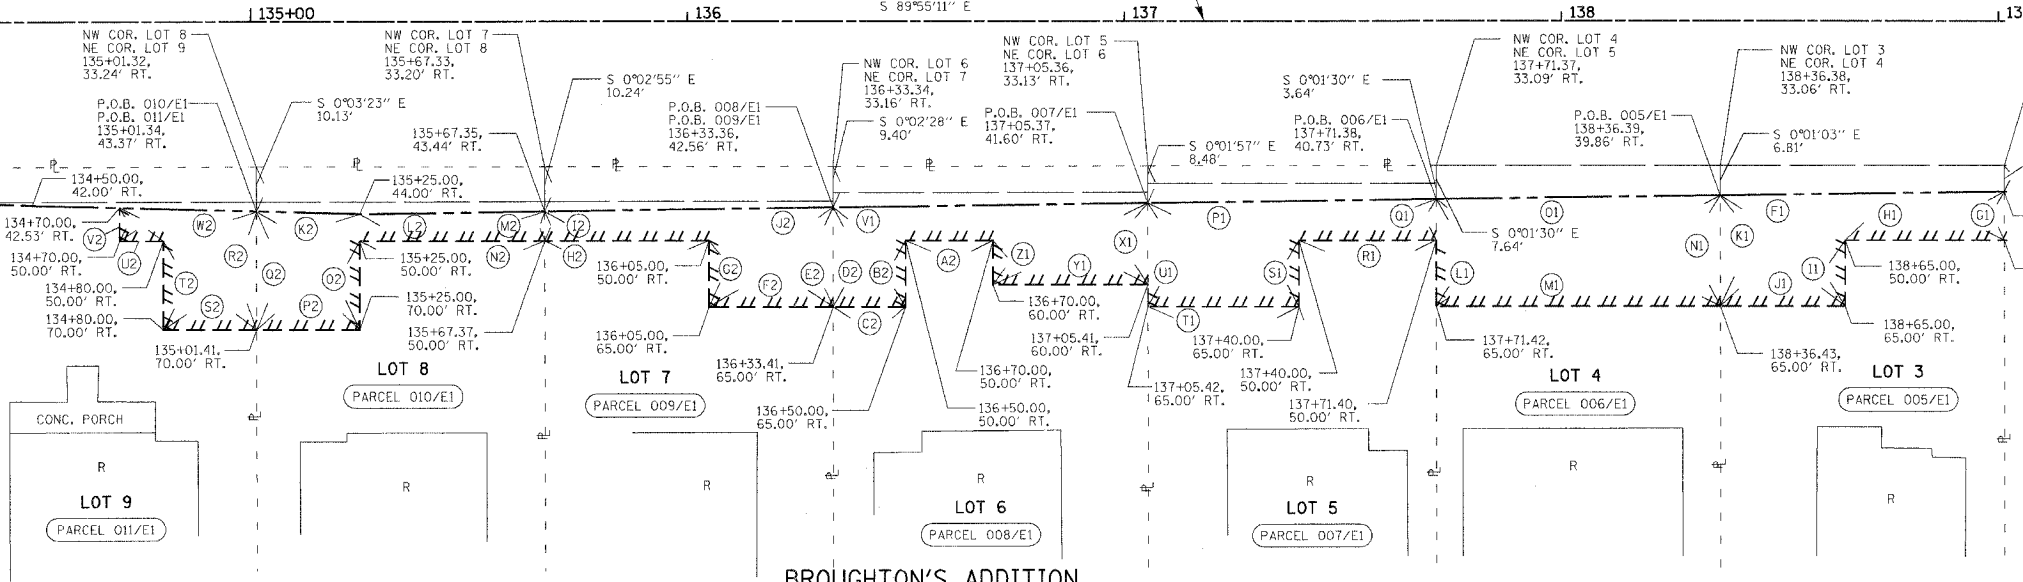 S 89°55'11" E
135+00
136
137
138
13
NW COR. LOT 8
NE COR. LOT 9
135+01.32,
33.24' RT.
NW COR. LOT 7
NE COR. LOT 8
135+67.33,
33.20' RT.
NW COR. LOT 6
NE COR. LOT 7
136+33.34,
33.16' RT.
NW COR. LOT 5
NE COR. LOT 6
137+05.36,
33.13' RT.
NW COR. LOT 4
NE COR. LOT 5
137+71.37,
33.09' RT.
NW COR. LOT 3
NE COR. LOT 4
138+36.38,
33.06' RT.
P.O.B. 010/E1
P.O.B. 011/E1
135+01.34,
43.37' RT.
S 0°03'23" E
10.13'
S 0°02'55" E
10.24'
135+67.35,
43.44' RT.
P.O.B. 008/E1
P.O.B. 009/E1
136+33.36,
42.56' RT.
S 0°02'28" E
9.40'
P.O.B. 007/E1
137+05.37,
41.60' RT.
S 0°01'57" E
8.48'
S 0°01'30" E
3.64'
P.O.B. 006/E1
137+71.38,
40.73' RT.
P.O.B. 005/E1
138+36.39,
39.86' RT.
S 0°01'03" E
6.81'
S 0°01'30" E
7.64'
134+50.00,
42.00' RT.
135+25.00,
44.00' RT.
134+70.00,
42.53' RT.
134+70.00,
50.00' RT.
134+80.00,
50.00' RT.
134+80.00,
70.00' RT.
135+01.41,
70.00' RT.
135+25.00,
50.00' RT.
135+25.00,
70.00' RT.
135+67.37,
50.00' RT.
136+05.00,
50.00' RT.
136+05.00,
65.00' RT.
136+33.41,
65.00' RT.
136+50.00,
65.00' RT.
136+50.00,
50.00' RT.
136+70.00,
50.00' RT.
136+70.00,
60.00' RT.
137+05.41,
60.00' RT.
137+05.42,
65.00' RT.
137+40.00,
65.00' RT.
137+40.00,
50.00' RT.
137+71.40,
50.00' RT.
137+71.42,
65.00' RT.
138+36.43,
65.00' RT.
138+65.00,
50.00' RT.
138+65.00,
65.00' RT.
W2
K2
L2
M2
I2
J2
V1
P1
Q1
O1
F1
H1
G1
V2
U2
T2
R2
Q2
O2
S2
P2
N2
H2
G2
F2
E2
D2
B2
C2
A2
Z1
Y1
X1
U1
T1
S1
R1
L1
M1
N1
K1
J1
I1
CONC. PORCH
R
LOT 9
PARCEL 011/E1
LOT 8
PARCEL 010/E1
R
LOT 7
PARCEL 009/E1
R
R
LOT 6
PARCEL 008/E1
R
LOT 5
PARCEL 007/E1
LOT 4
PARCEL 006/E1
R
LOT 3
PARCEL 005/E1
R
BROUGHTON'S ADDITION